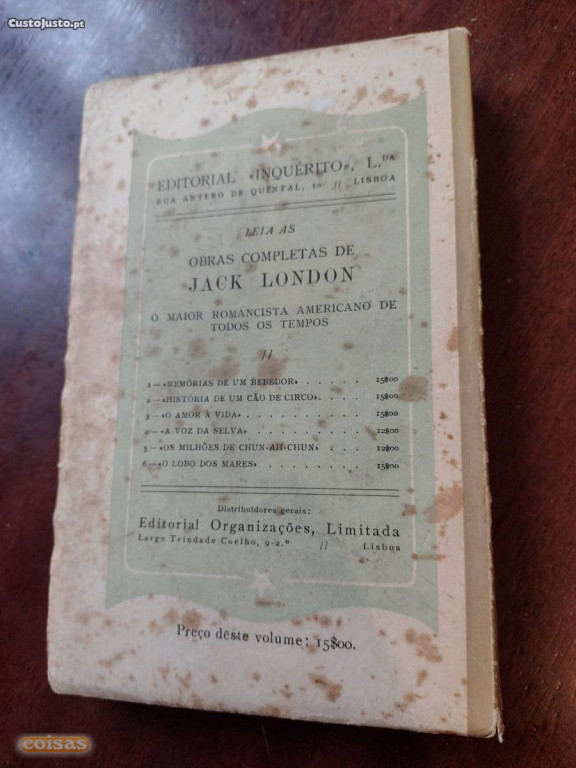 CustoJusto.pt
EDITORIAL «INQUÉRITO», L.DA
RUA ANTERO DE QUENTAL, 10 // LISBOA
LEIA AS
OBRAS COMPLETAS DE
JACK LONDON
O MAIOR ROMANCISTA AMERICANO DE
TODOS OS TEMPOS
//
1 — «MEMÓRIAS DE UM BEBEDOR» . . . . . 15$00
2 — «HISTÓRIA DE UM CÃO DE CIRCO» . . . . 15$00
3 — «O AMOR À VIDA» . . . . . . . . . 15$00
4 — «A VOZ DA SELVA» . . . . . . . . . 12$00
5 — «OS MILHÕES DE CHUN-AH-CHUN» . . . . 12$00
6 — «O LOBO DOS MARES» . . . . . . . . 15$00
Distribuidores gerais:
Editorial Organizações, Limitada
Largo Trindade Coelho, 9-2.º // Lisboa
Preço dêste volume: 15$00.
coisas